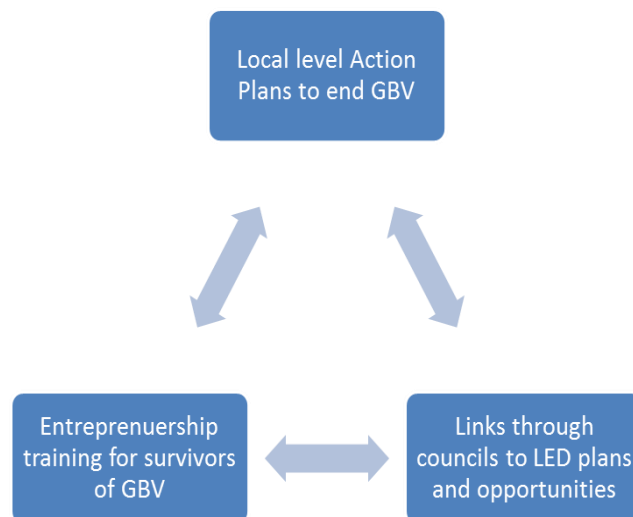 Local level Action
Plans to end GBV
Entreprenuership
training for survivors
of GBV
Links through
councils to LED plans
and opportunities